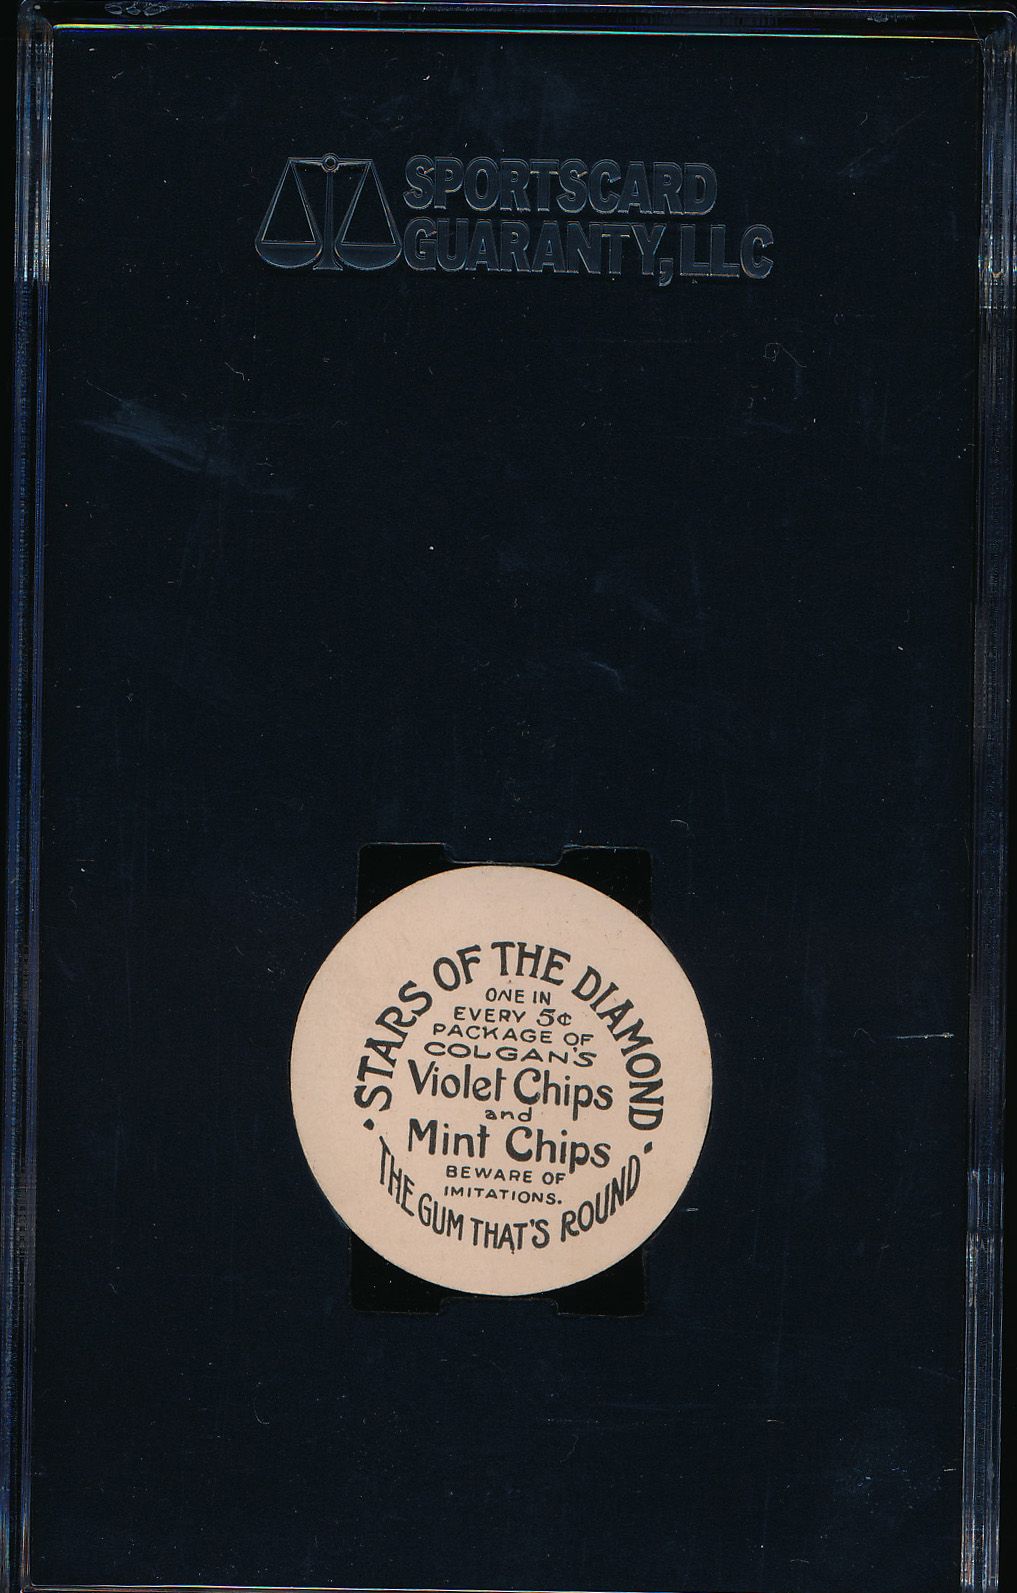 SPORTSCARD
GUARANTY, LLC
• STARS OF THE DIAMOND •
ONE IN
EVERY 5¢
PACKAGE OF
COLGAN'S
Violet Chips
and
Mint Chips
BEWARE OF
IMITATIONS.
THE GUM THAT'S ROUND